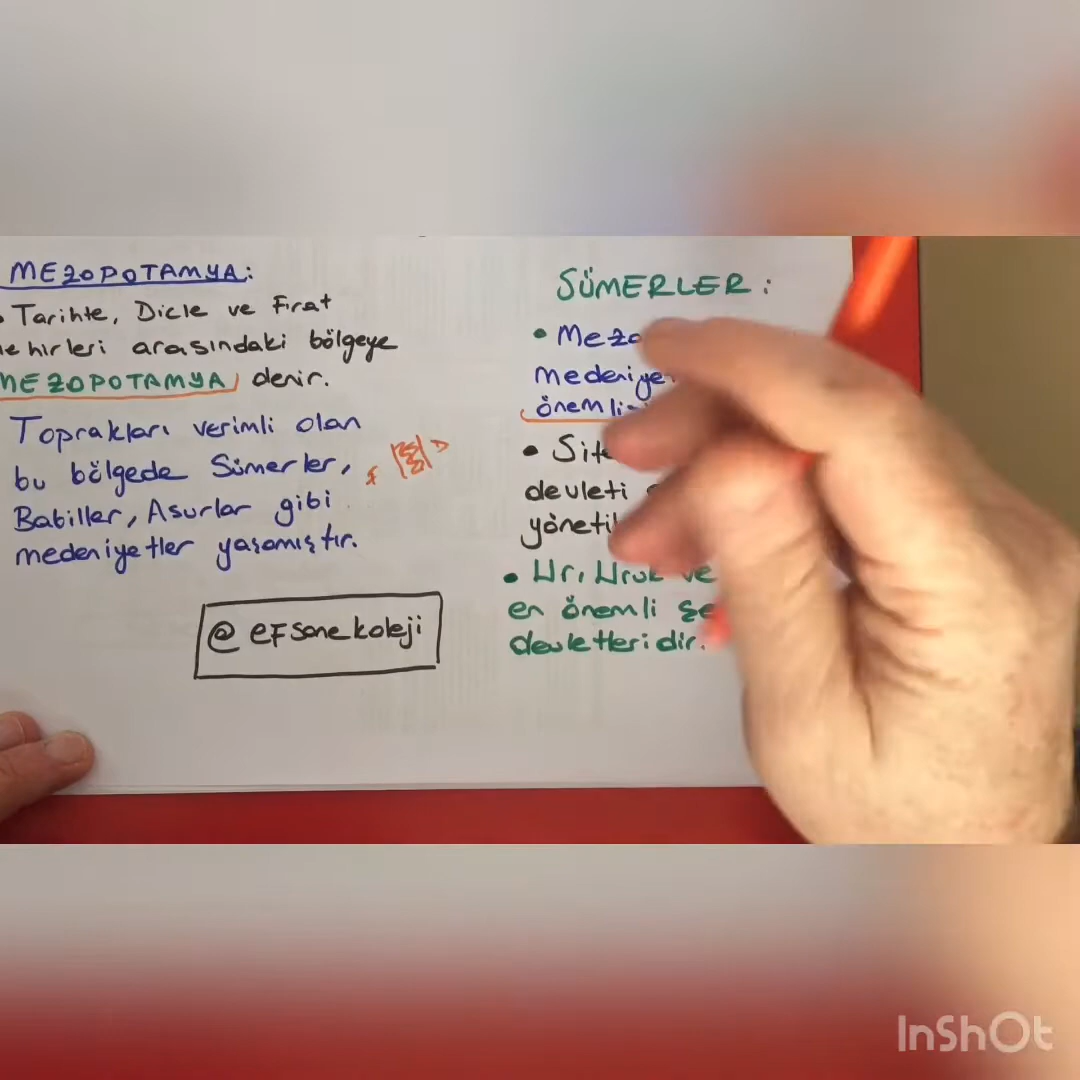 MEZOPOTAMYA:
Tarihte, Dicle ve Fırat
arasındaki bölgeye
MEZOPOTAMYA denir.
Toprakları verimli olan
bu bölgede Sümerler,
Babiller, Asurlar gibi
medeniyetler yaşamıştır.
@efsanekoleji
SÜMERLER:
• Mezo
medeniye
önemli
• Site
devleti
yöneti
• Ur, Uruk ve
en önemli şe
devletleridir.
InShOt